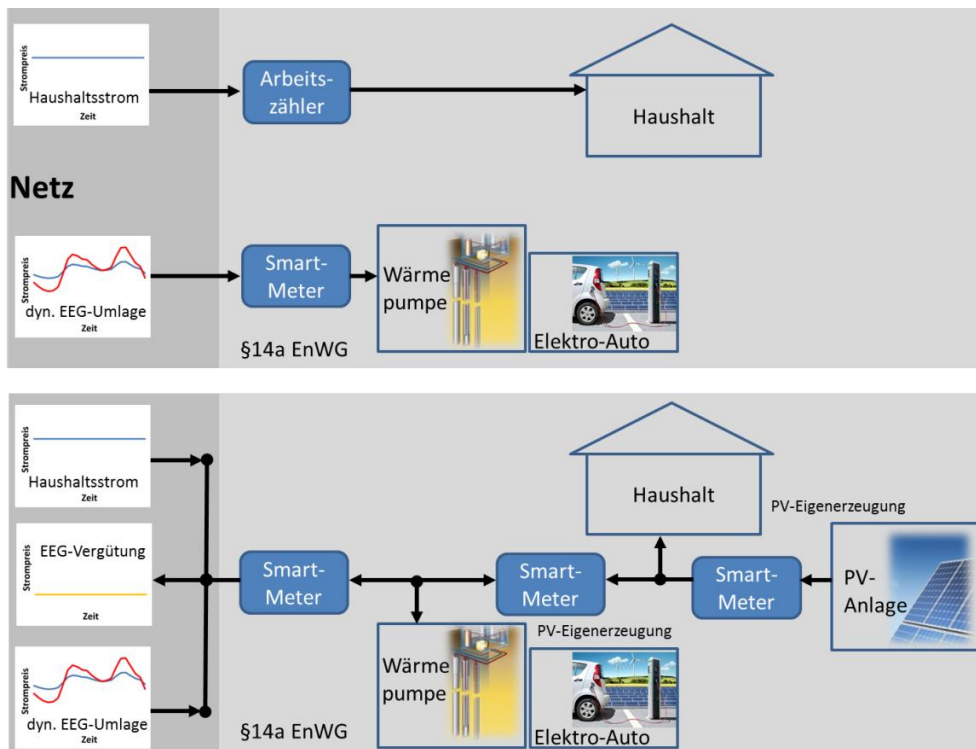 Strompreis
Haushaltsstrom
Zeit
Arbeits-
zähler
Haushalt
Netz
Strompreis
dyn. EEG-Umlage
Zeit
Smart-
Meter
Wärme
pumpe
Elektro-Auto
§14a EnWG
Strompreis
Haushaltsstrom
Zeit
Haushalt
PV-Eigenerzeugung
EEG-Vergütung
Strompreis
Zeit
Smart-
Meter
Smart-
Meter
Smart-
Meter
PV-
Anlage
PV-Eigenerzeugung
Strompreis
dyn. EEG-Umlage
Zeit
§14a EnWG
Wärme
pumpe
Elektro-Auto